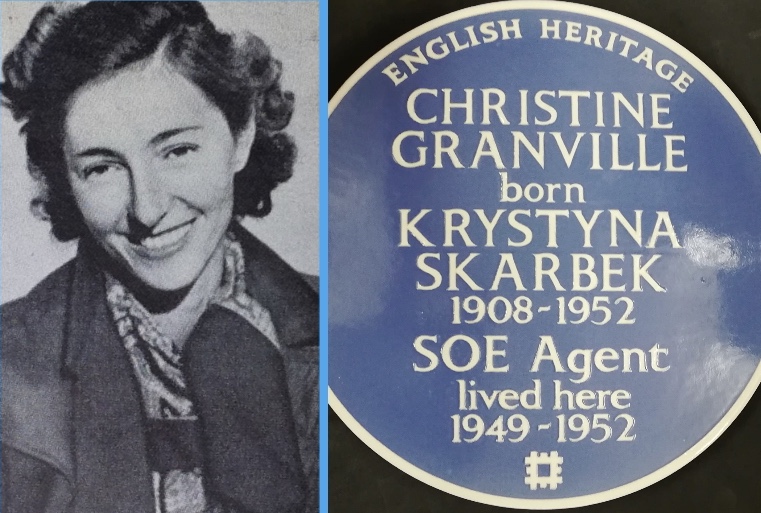 ENGLISH HERITAGE
CHRISTINE
GRANVILLE
born
KRYSTYNA
SKARBEK
1908-1952
SOE Agent
lived here
1949-1952